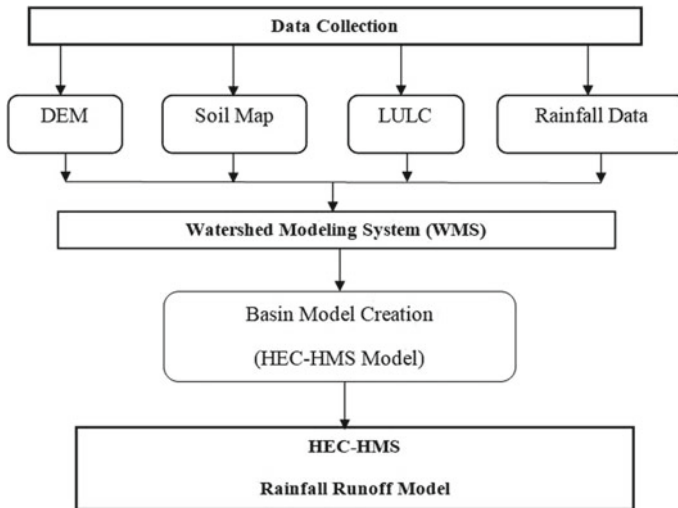 Data Collection
DEM
Soil Map
LULC
Rainfall Data
Watershed Modeling System (WMS)
Basin Model Creation
(HEC-HMS Model)
HEC-HMS
Rainfall Runoff Model